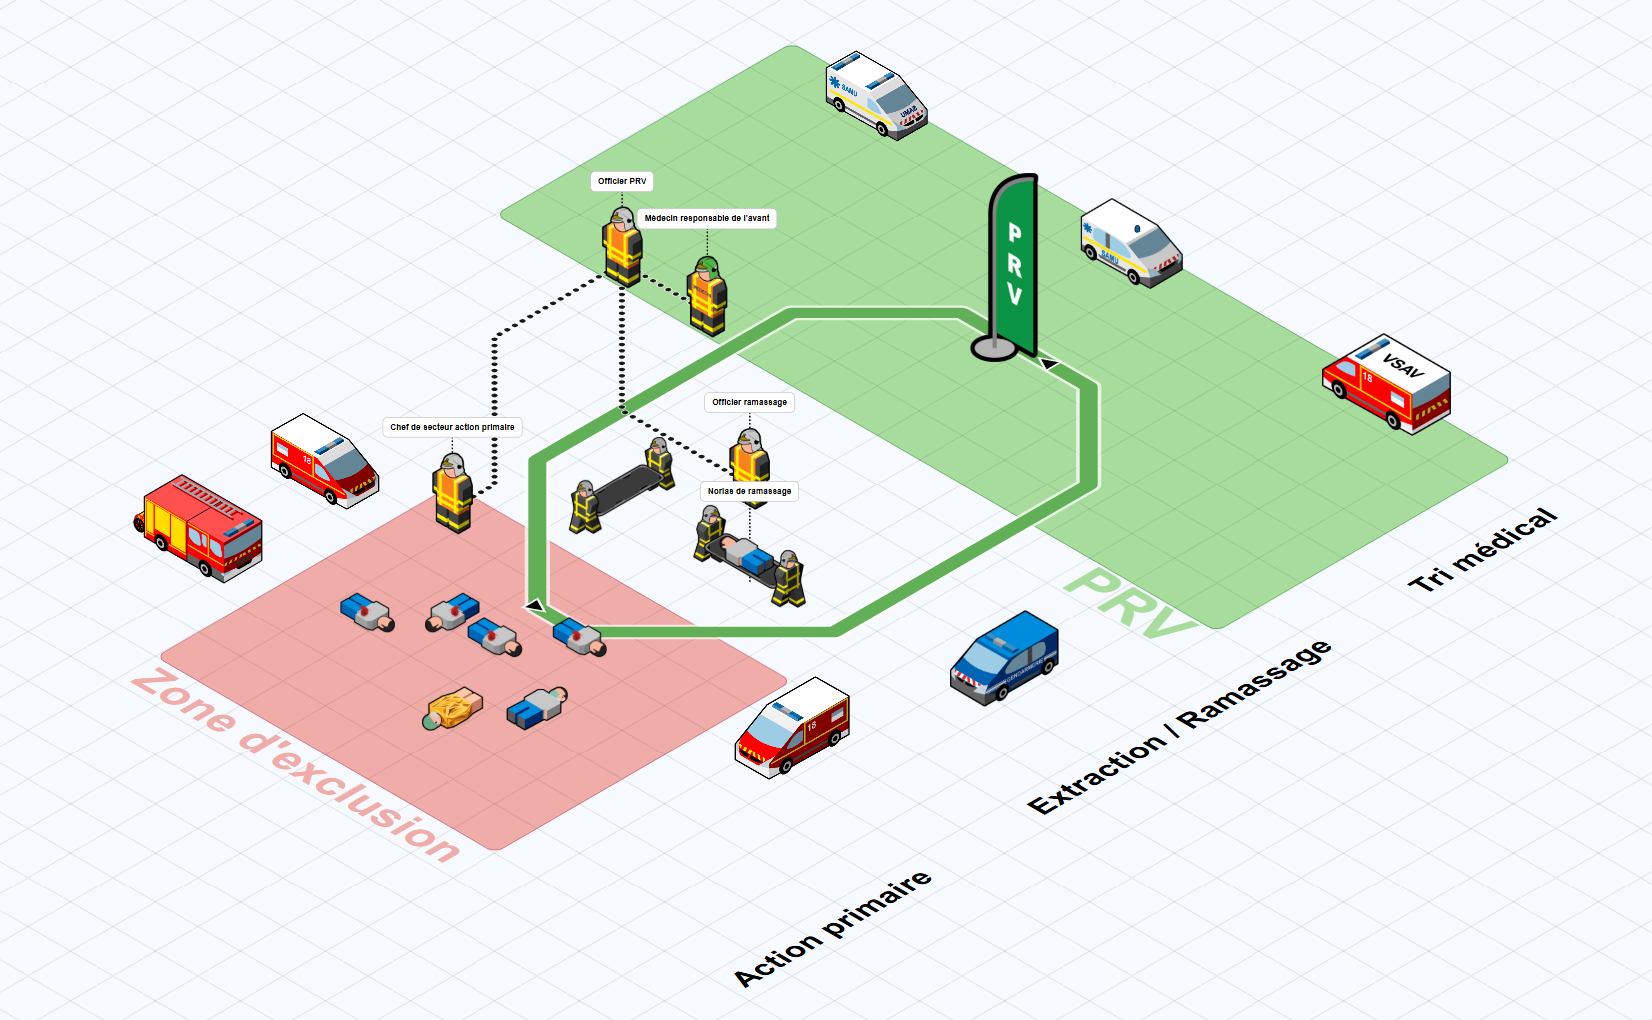 SAMU
SAMU
Officier PRV
Médecin responsable de l'avant
P
R
V
SAMU
VSAV
18
Officier ramassage
Chef de secteur action primaire
18
Norias de ramassage
Tri médical
PRV
GENDARMERIE
Extraction / Ramassage
Zone d'exclusion
18
Action primaire